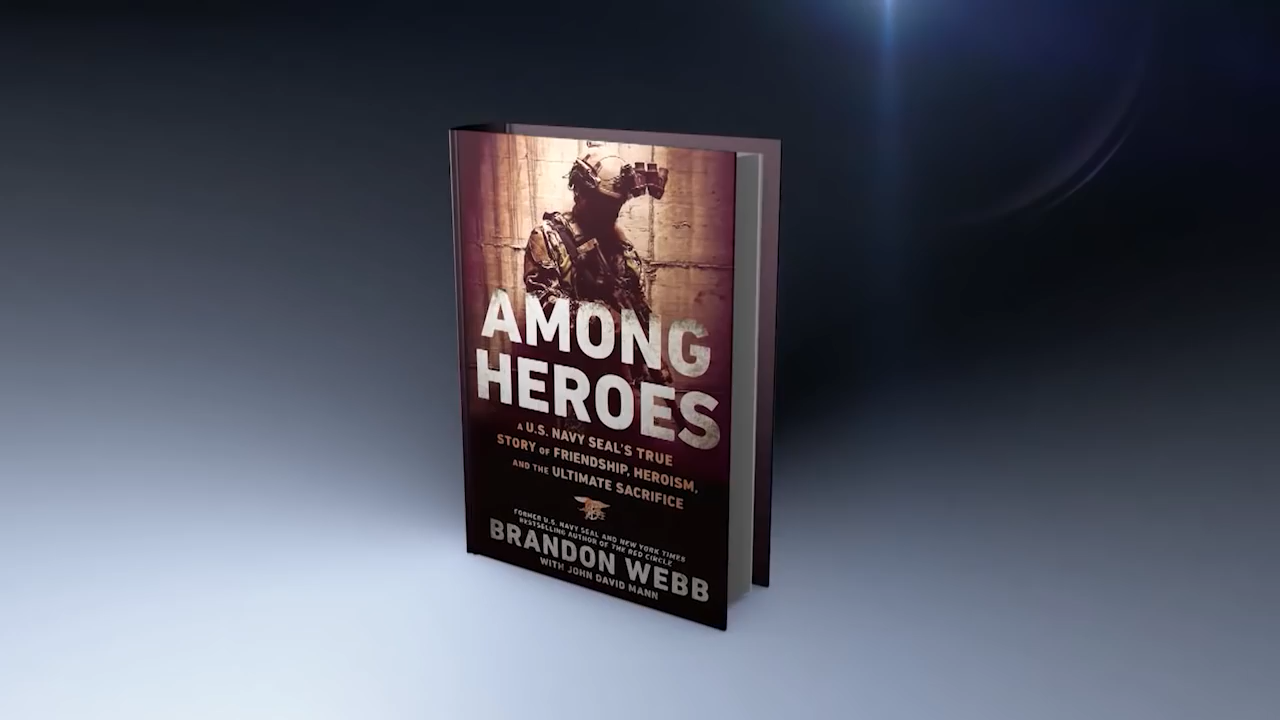 AMONG
HEROES
A U.S. NAVY SEAL'S TRUE
STORY OF FRIENDSHIP, HEROISM,
AND THE ULTIMATE SACRIFICE
FORMER U.S. NAVY SEAL AND NEW YORK TIMES
BESTSELLING AUTHOR OF THE RED CIRCLE
BRANDON WEBB
WITH JOHN DAVID MANN